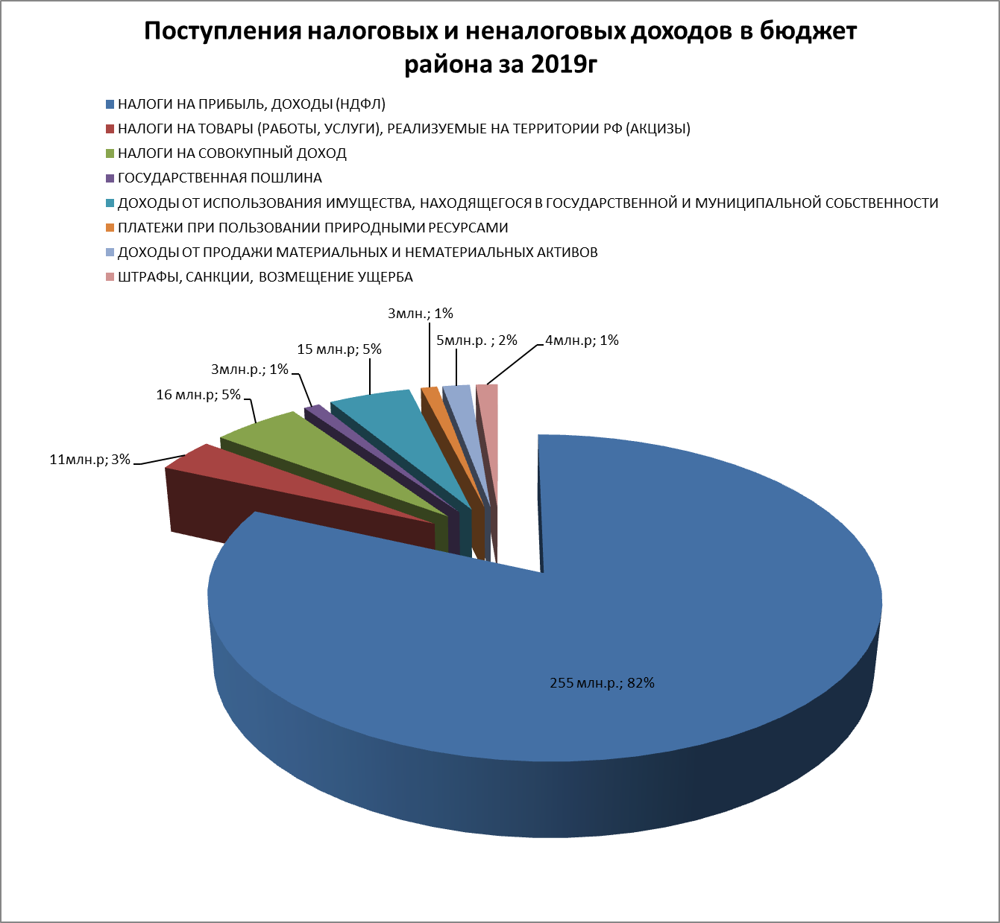 Поступления налоговых и неналоговых доходов в бюджет
района за 2019г
НАЛОГИ НА ПРИБЫЛЬ, ДОХОДЫ (НДФЛ)
НАЛОГИ НА ТОВАРЫ (РАБОТЫ, УСЛУГИ), РЕАЛИЗУЕМЫЕ НА ТЕРРИТОРИИ РФ (АКЦИЗЫ)
НАЛОГИ НА СОВОКУПНЫЙ ДОХОД
ГОСУДАРСТВЕННАЯ ПОШЛИНА
ДОХОДЫ ОТ ИСПОЛЬЗОВАНИЯ ИМУЩЕСТВА, НАХОДЯЩЕГОСЯ В ГОСУДАРСТВЕННОЙ И МУНИЦИПАЛЬНОЙ СОБСТВЕННОСТИ
ПЛАТЕЖИ ПРИ ПОЛЬЗОВАНИИ ПРИРОДНЫМИ РЕСУРСАМИ
ДОХОДЫ ОТ ПРОДАЖИ МАТЕРИАЛЬНЫХ И НЕМАТЕРИАЛЬНЫХ АКТИВОВ
ШТРАФЫ, САНКЦИИ, ВОЗМЕЩЕНИЕ УЩЕРБА
3млн.; 1%
5млн.р. ; 2%
4млн.р; 1%
15 млн.р; 5%
3млн.р.; 1%
16 млн.р; 5%
11млн.р; 3%
255 млн.р.; 82%